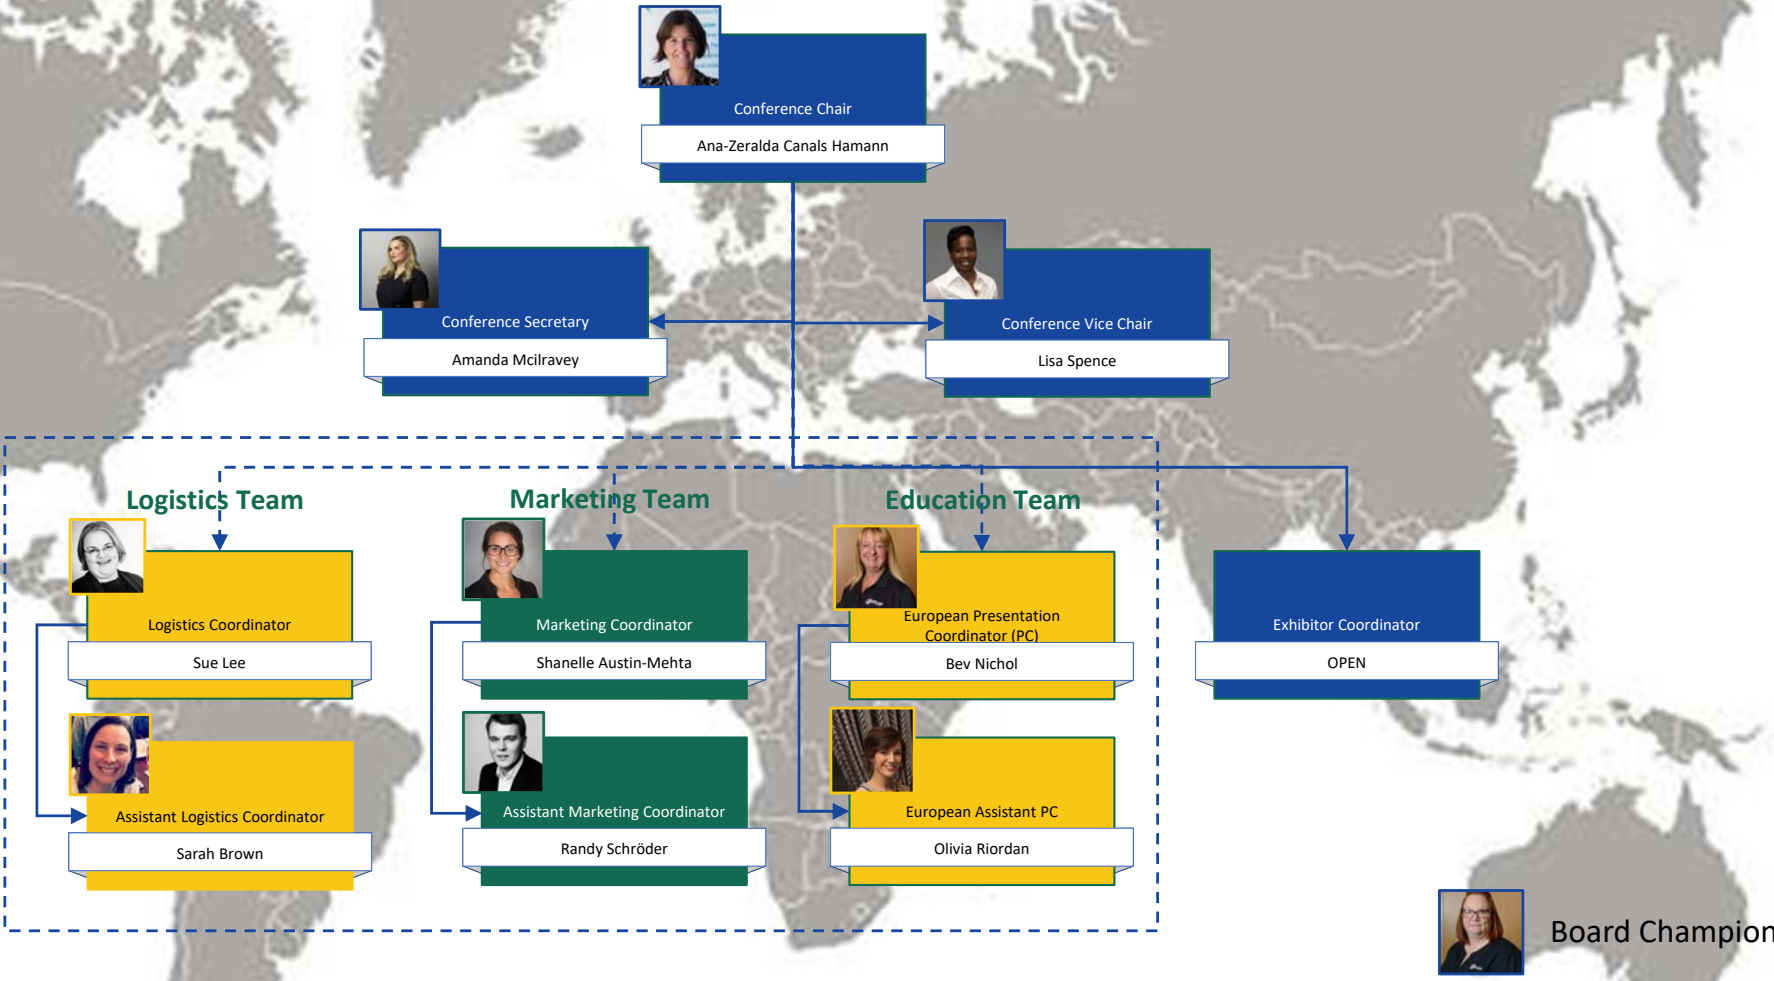 Conference Chair
Ana-Zeralda Canals Hamann
Conference Secretary
Amanda Mcilravey
Conference Vice Chair
Lisa Spence
Logistics Team
Marketing Team
Education Team
Logistics Coordinator
Sue Lee
Marketing Coordinator
Shanelle Austin-Mehta
European Presentation
Coordinator (PC)
Bev Nichol
Exhibitor Coordinator
OPEN
Assistant Logistics Coordinator
Sarah Brown
Assistant Marketing Coordinator
Randy Schröder
European Assistant PC
Olivia Riordan
Board Champion